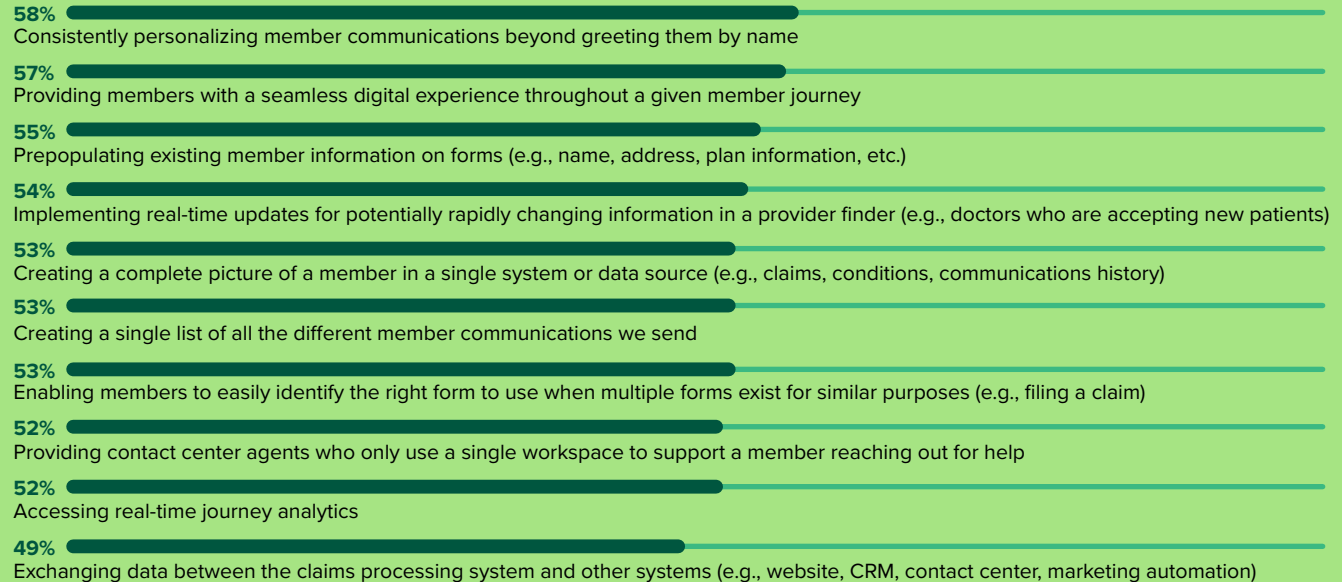 58%
Consistently personalizing member communications beyond greeting them by name
57%
Providing members with a seamless digital experience throughout a given member journey
55%
Prepopulating existing member information on forms (e.g., name, address, plan information, etc.)
54%
Implementing real-time updates for potentially rapidly changing information in a provider finder (e.g., doctors who are accepting new patients)
53%
Creating a complete picture of a member in a single system or data source (e.g., claims, conditions, communications history)
53%
Creating a single list of all the different member communications we send
53%
Enabling members to easily identify the right form to use when multiple forms exist for similar purposes (e.g., filing a claim)
52%
Providing contact center agents who only use a single workspace to support a member reaching out for help
52%
Accessing real-time journey analytics
49%
Exchanging data between the claims processing system and other systems (e.g., website, CRM, contact center, marketing automation)